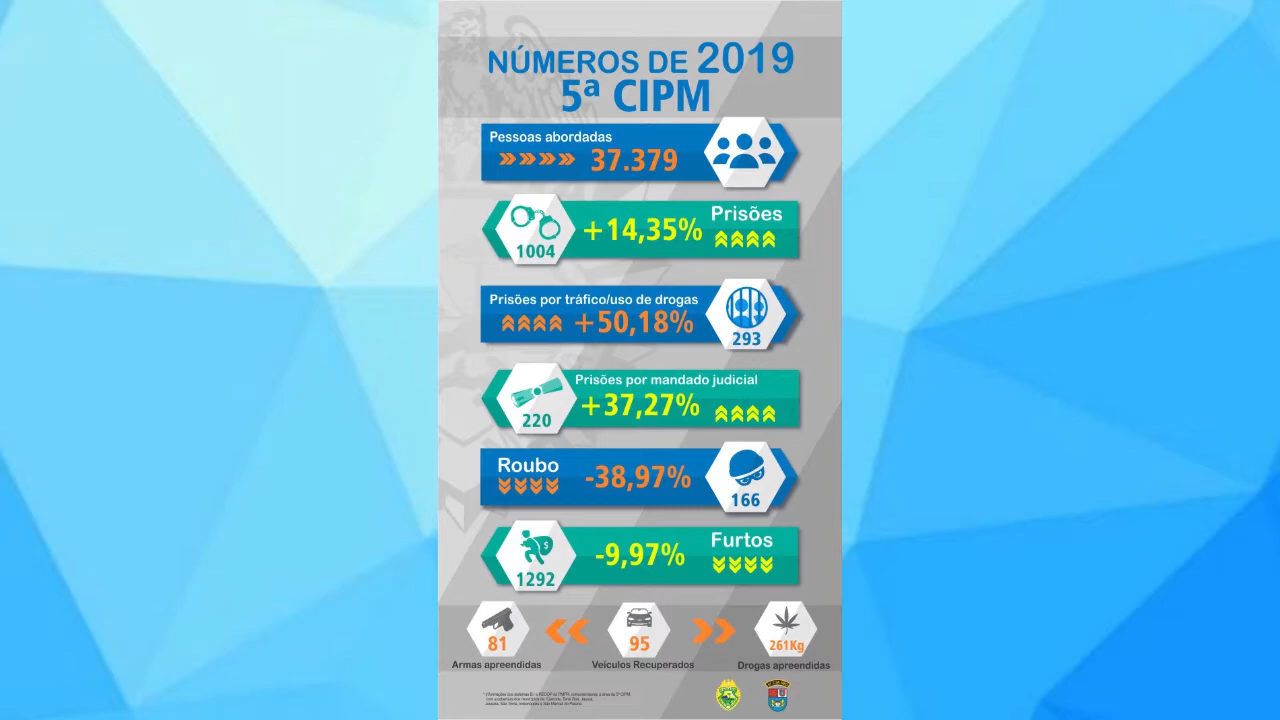 NÚMEROS DE 2019
5ª CIPM
Pessoas abordadas
37.379
Prisões
+14,35%
1004
Prisões por tráfico/uso de drogas
+50,18%
293
Prisões por mandado judicial
+37,27%
220
Roubo
-38,97%
166
Furtos
-9,97%
1292
81
95
261Kg
Armas apreendidas
Veículos Recuperados
Drogas apreendidas